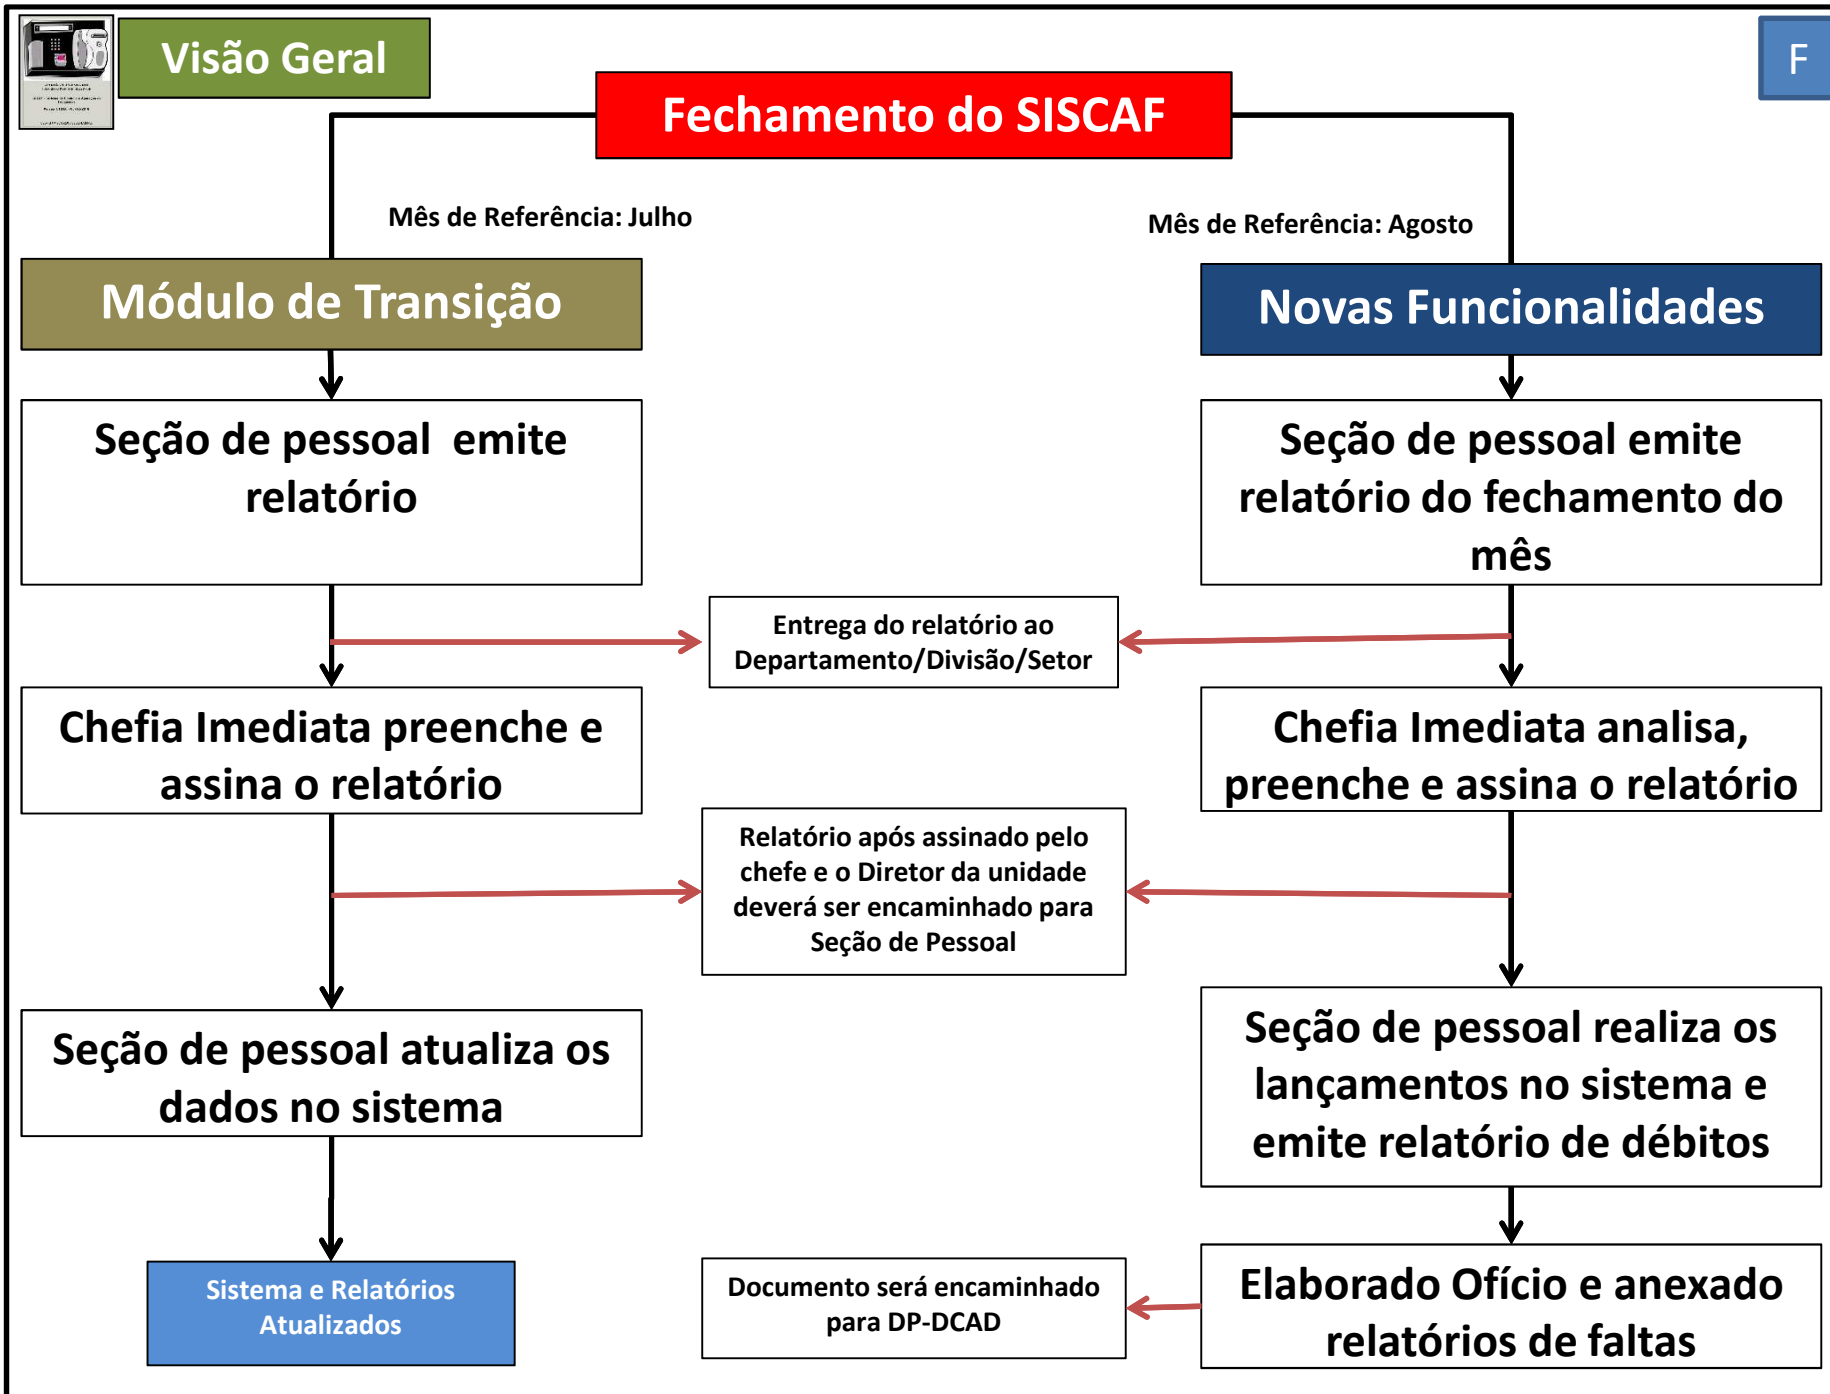 Visão Geral
F
Fechamento do SISCAF
Mês de Referência: Julho
Mês de Referência: Agosto
Módulo de Transição
Novas Funcionalidades
Seção de pessoal  emite
relatório
Seção de pessoal emite
relatório do fechamento do
mês
Entrega do relatório ao
Departamento/Divisão/Setor
Chefia Imediata preenche e
assina o relatório
Chefia Imediata analisa,
preenche e assina o relatório
Relatório após assinado pelo
chefe e o Diretor da unidade
deverá ser encaminhado para
Seção de Pessoal
Seção de pessoal atualiza os
dados no sistema
Seção de pessoal realiza os
lançamentos no sistema e
emite relatório de débitos
Sistema e Relatórios
Atualizados
Documento será encaminhado
para DP-DCAD
Elaborado Ofício e anexado
relatórios de faltas